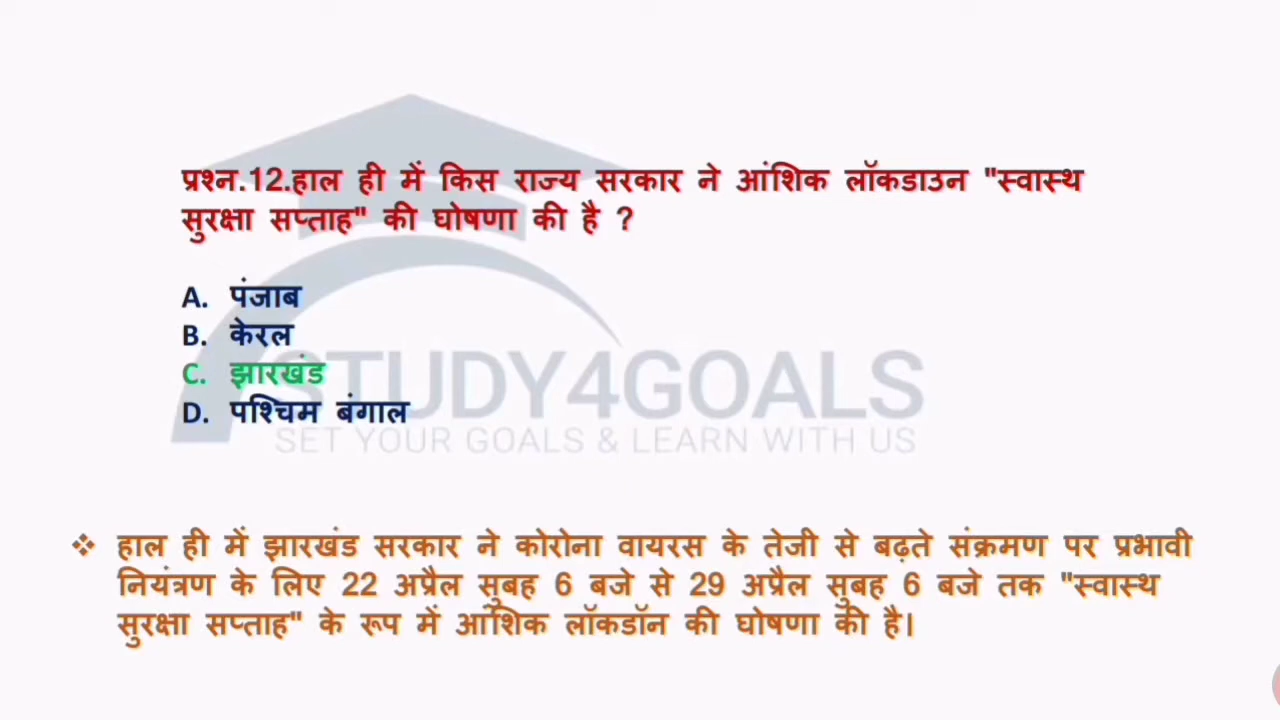 प्रश्न.12.हाल ही में किस राज्य सरकार ने आंशिक लॉकडाउन "स्वास्थ
सुरक्षा सप्ताह" की घोषणा की है ?
A. पंजाब
B. केरल
C. झारखंड
D. पश्चिम बंगाल
STUDY4GOALS
SET YOUR GOALS & LEARN WITH US
❖ हाल ही में झारखंड सरकार ने कोरोना वायरस के तेजी से बढ़ते संक्रमण पर प्रभावी
नियंत्रण के लिए 22 अप्रैल सुबह 6 बजे से 29 अप्रैल सुबह 6 बजे तक "स्वास्थ
सुरक्षा सप्ताह" के रूप में आंशिक लॉकडॉन की घोषणा की है।